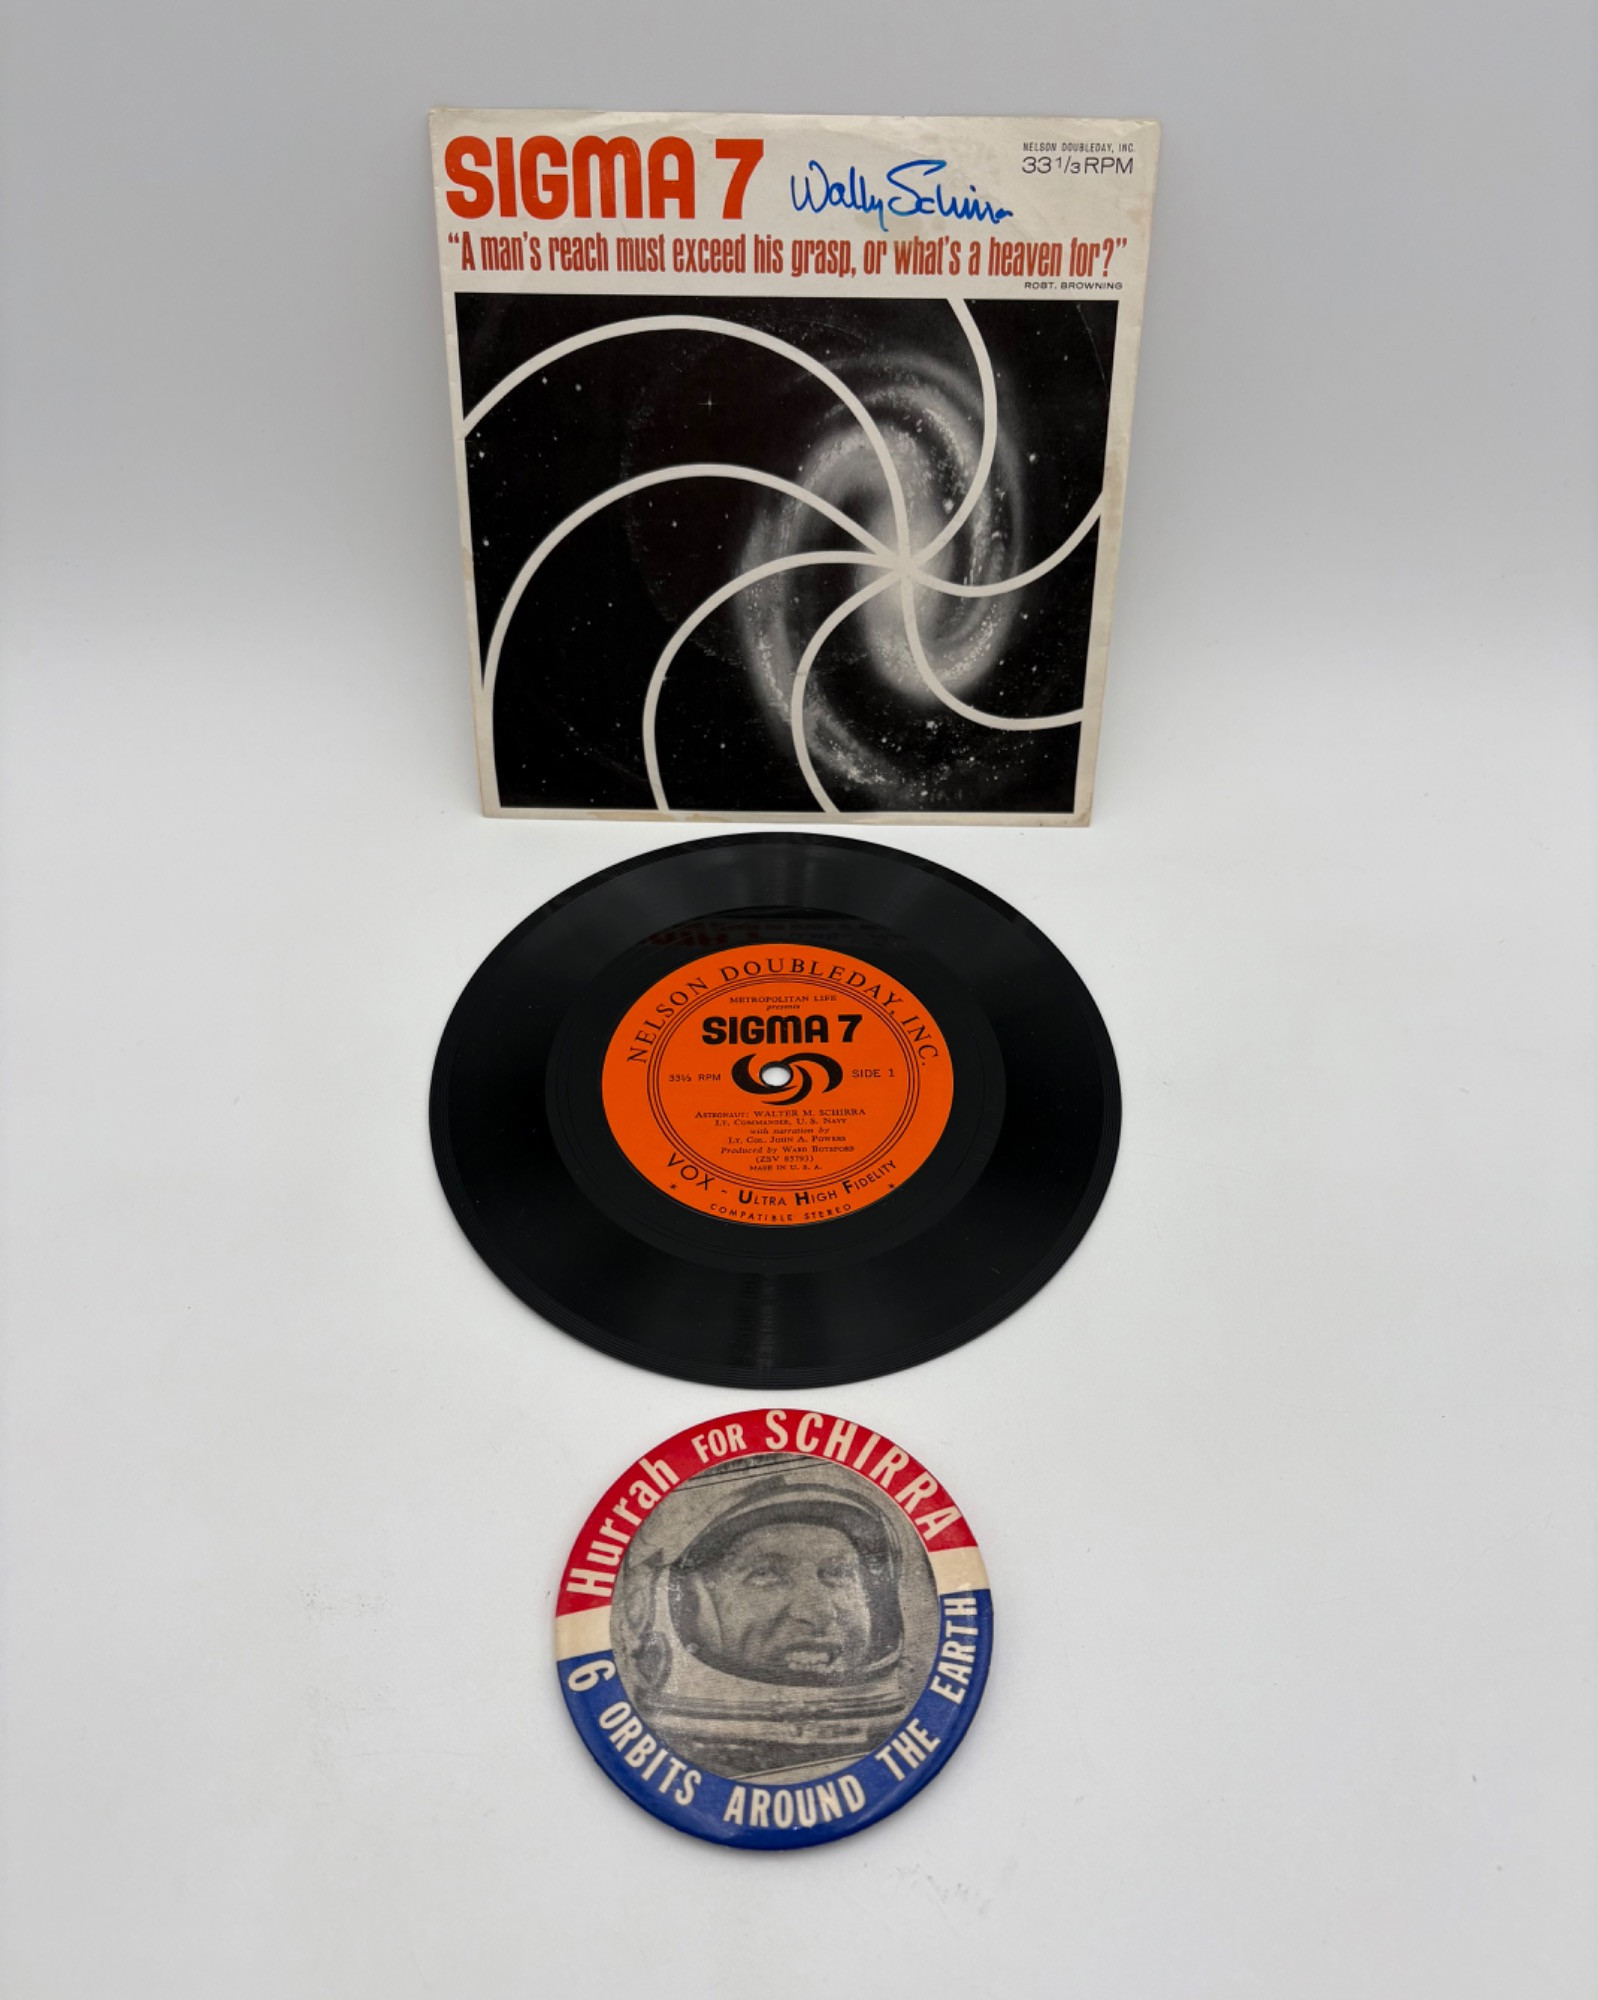 SIGMA 7
Wally Schirra
NELSON DOUBLEDAY, INC.
33 1/3 RPM
"A man's reach must exceed his grasp, or what's a heaven for?"
ROBT. BROWNING
NELSON DOUBLEDAY, INC.
METROPOLITAN LIFE
presents
SIGMA 7
33⅓ RPM
SIDE 1
ASTRONAUT: WALTER M. SCHIRRA
LT. COMMANDER, U. S. NAVY
with narration by
LT. COL. JOHN A. POWERS
Produced by WARD BOTSFORD
(ZSV 85793)
MADE IN U. S. A.
VOX - ULTRA HIGH FIDELITY
COMPATIBLE STEREO
Hurrah FOR SCHIRRA
6 ORBITS AROUND THE EARTH